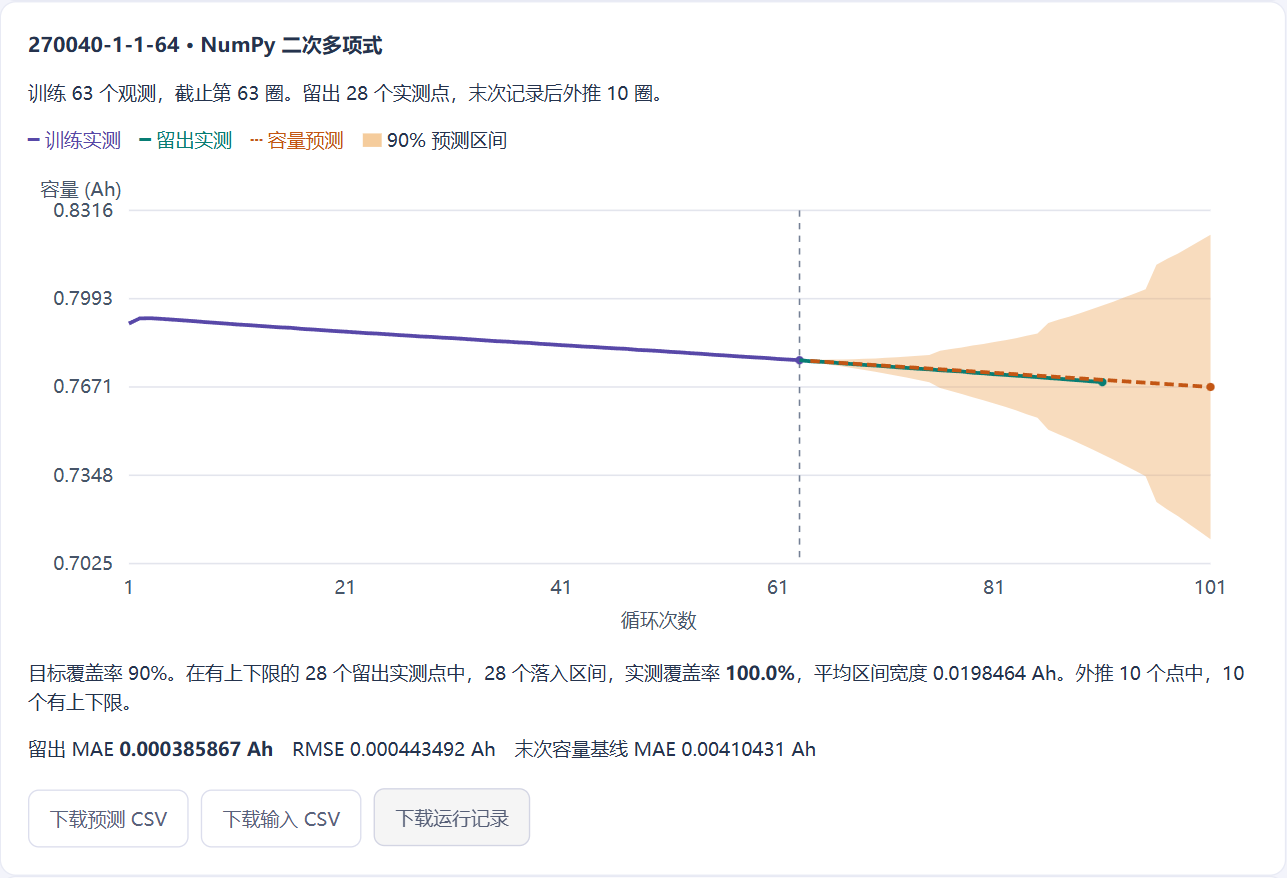 270040-1-1-64 • NumPy 二次多项式
训练 63 个观测，截止第 63 圈。留出 28 个实测点，末次记录后外推 10 圈。
训练实测 留出实测 容量预测 90% 预测区间
容量 (Ah)
0.8316
0.7993
0.7671
0.7348
0.7025
1 21 41 61 81 101
循环次数
目标覆盖率 90%。在有上下限的 28 个留出实测点中，28 个落入区间，实测覆盖率 100.0%，平均区间宽度 0.0198464 Ah。外推 10 个点中，10
个有上下限。
留出 MAE 0.000385867 Ah RMSE 0.000443492 Ah 末次容量基线 MAE 0.00410431 Ah
下载预测 CSV 下载输入 CSV 下载运行记录